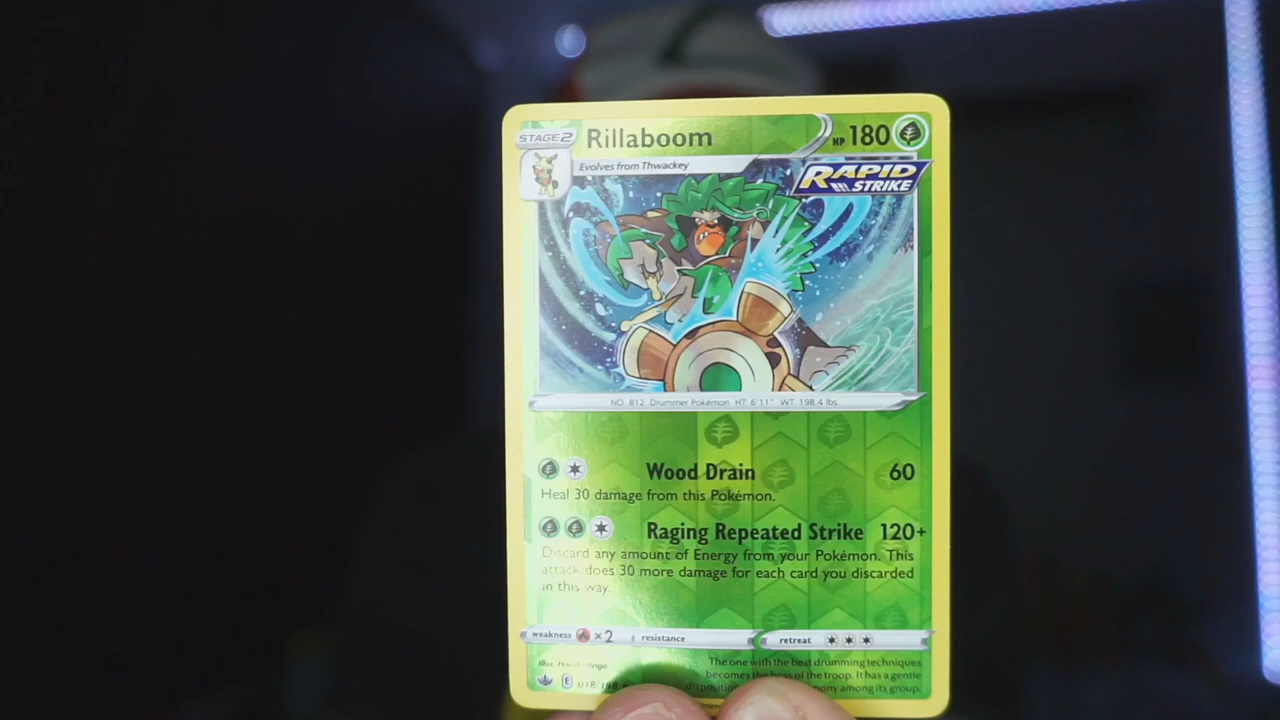 STAGE2 Rillaboom HP 180
Evolves from Thwackey
RAPID
STRIKE
NO. 812 Drummer Pokémon HT: 6'11" WT: 198.4 lbs.
Wood Drain 60
Heal 30 damage from this Pokémon.
Raging Repeated Strike 120+
Discard any amount of Energy from your Pokémon. This
attack does 30 more damage for each card you discarded
in this way.
weakness ×2 resistance retreat
Illus.
The one with the best drumming techniques
E 018/198
becomes the boss of the troop. It has a gentle
among its group.